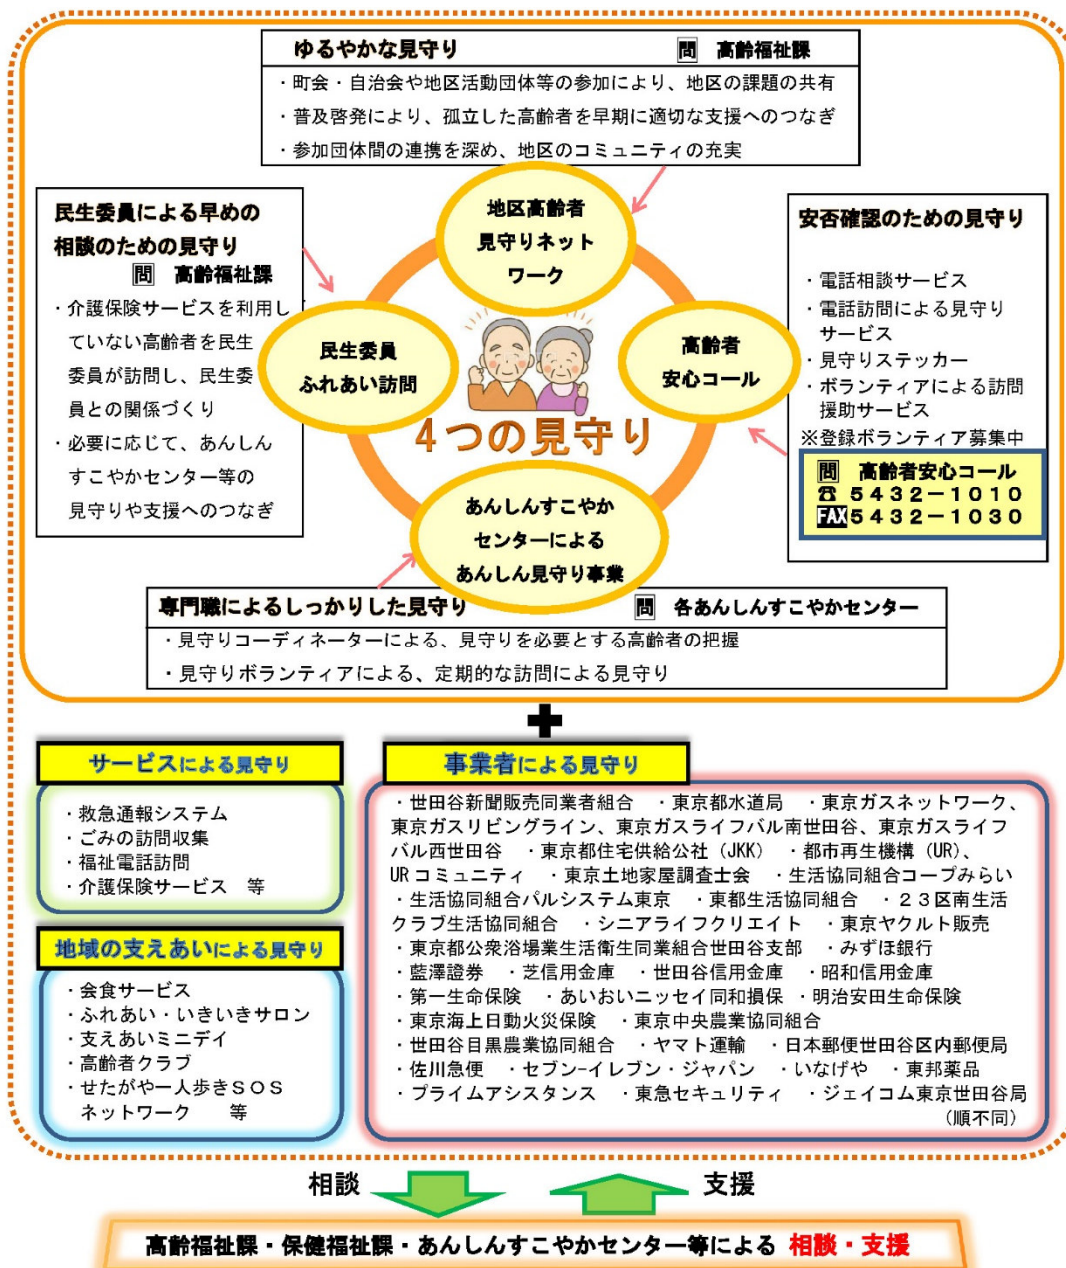 ゆるやかな見守り 問 高齢福祉課
・町会・自治会や地区活動団体等の参加により、地区の課題の共有
・普及啓発により、孤立した高齢者を早期に適切な支援へのつなぎ
・参加団体間の連携を深め、地区のコミュニティの充実
地区高齢者
見守りネット
ワーク
民生委員による早めの
相談のための見守り
問 高齢福祉課
・介護保険サービスを利用し
ていない高齢者を民生
委員が訪問し、民生委
員との関係づくり
・必要に応じて、あんしん
すこやかセンター等の
見守りや支援へのつなぎ
民生委員
ふれあい訪問
高齢者
安心コール
安否確認のための見守り
・電話相談サービス
・電話訪問による見守り
サービス
・見守りステッカー
・ボランティアによる訪問
援助サービス
※登録ボランティア募集中
問 高齢者安心コール
☎ 5432-1010
FAX 5432-1030
4つの見守り
あんしんすこやか
センターによる
あんしん見守り事業
専門職によるしっかりした見守り 問 各あんしんすこやかセンター
・見守りコーディネーターによる、見守りを必要とする高齢者の把握
・見守りボランティアによる、定期的な訪問による見守り
サービスによる見守り
・救急通報システム
・ごみの訪問収集
・福祉電話訪問
・介護保険サービス 等
地域の支えあいによる見守り
・会食サービス
・ふれあい・いきいきサロン
・支えあいミニデイ
・高齢者クラブ
・せたがや一人歩きSOS
ネットワーク 等
事業者による見守り
・世田谷新聞販売同業者組合 ・東京都水道局 ・東京ガスネットワーク、
東京ガスリビングライン、東京ガスライフバル南世田谷、東京ガスライフ
バル西世田谷 ・東京都住宅供給公社(JKK) ・都市再生機構(UR)、
URコミュニティ ・東京土地家屋調査士会 ・生活協同組合コープみらい
・生活協同組合パルシステム東京 ・東都生活協同組合 ・23区南生活
クラブ生活協同組合 ・シニアライフクリエイト ・東京ヤクルト販売
・東京都公衆浴場業生活衛生同業組合世田谷支部 ・みずほ銀行
・藍澤證券 ・芝信用金庫 ・世田谷信用金庫 ・昭和信用金庫
・第一生命保険 ・あいおいニッセイ同和損保 ・明治安田生命保険
・東京海上日動火災保険 ・東京中央農業協同組合
・世田谷目黒農業協同組合 ・ヤマト運輸 ・日本郵便世田谷区内郵便局
・佐川急便 ・セブン-イレブン・ジャパン ・いなげや ・東邦薬品
・プライムアシスタンス ・東急セキュリティ ・ジェイコム東京世田谷局
(順不同)
相談 支援
高齢福祉課・保健福祉課・あんしんすこやかセンター等による 相談・支援